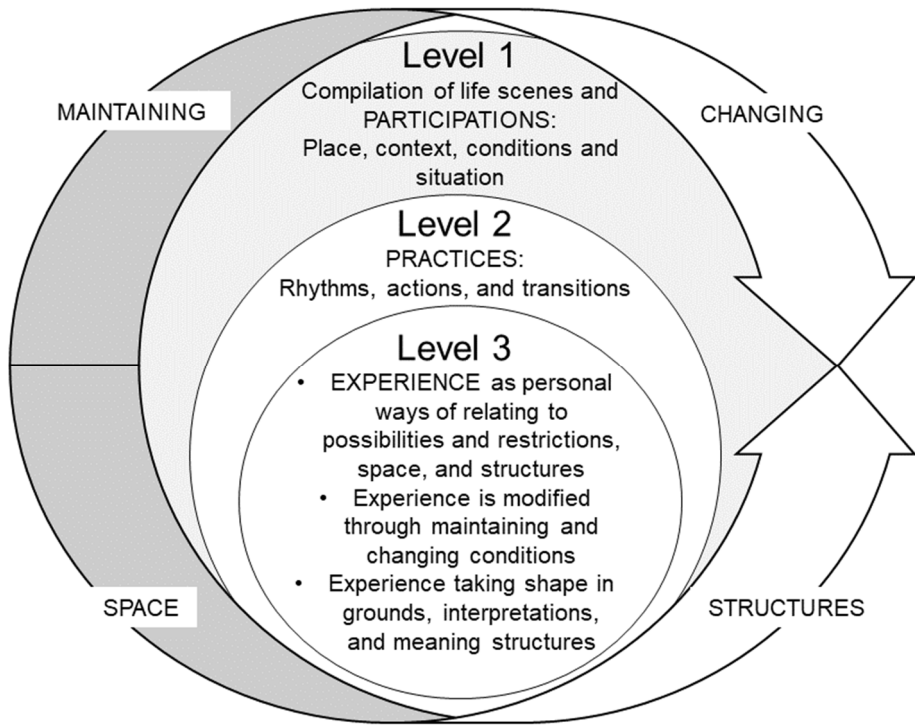 Level 1
Compilation of life scenes and
PARTICIPATIONS:
Place, context, conditions and
situation
MAINTAINING
CHANGING
Level 2
PRACTICES:
Rhythms, actions, and transitions
Level 3
• EXPERIENCE as personal
ways of relating to
possibilities and restrictions,
space, and structures
• Experience is modified
through maintaining and
changing conditions
• Experience taking shape in
grounds, interpretations,
and meaning structures
SPACE
STRUCTURES